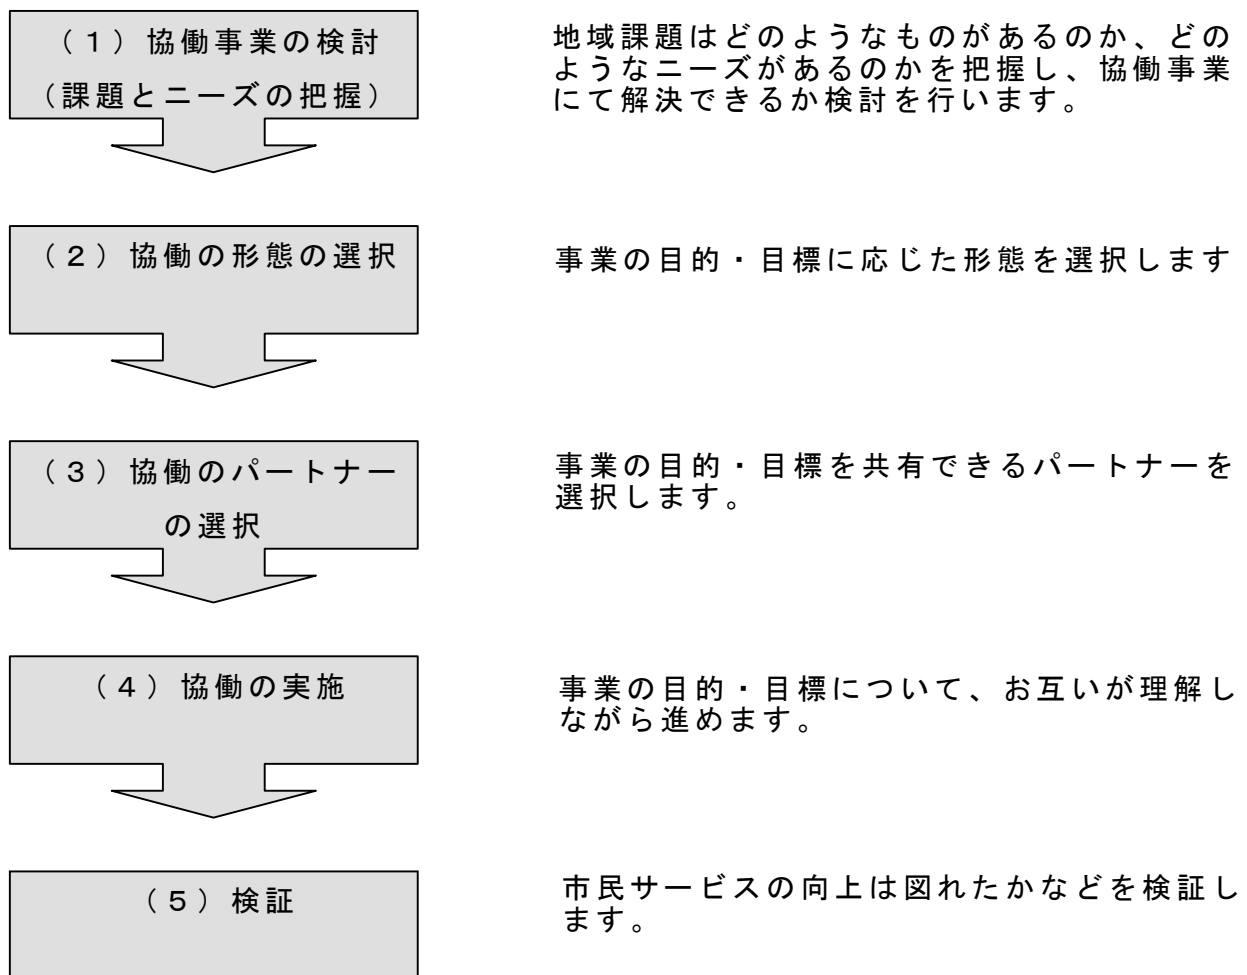 （１）協働事業の検討
（課題とニーズの把握）
地域課題はどのようなものがあるのか、どの
ようなニーズがあるのかを把握し、協働事業
にて解決できるか検討を行います。
（２）協働の形態の選択
事業の目的・目標に応じた形態を選択します
（３）協働のパートナー
の選択
事業の目的・目標を共有できるパートナーを
選択します。
（４）協働の実施
事業の目的・目標について、お互いが理解し
ながら進めます。
（５）検証
市民サービスの向上は図れたかなどを検証し
ます。